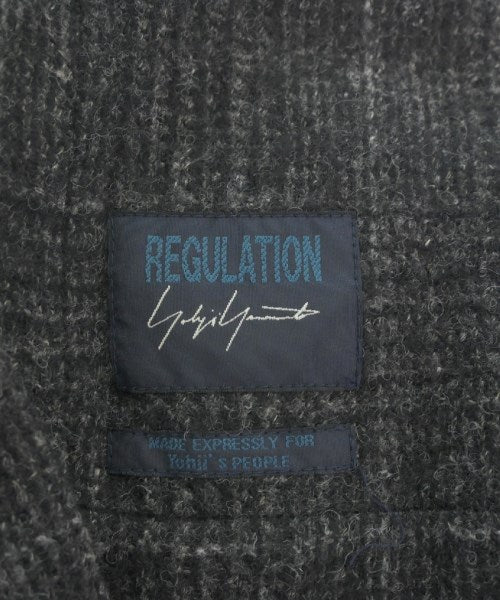 REGULATION
Yohji Yamamoto
MADE EXPRESSLY FOR
Yohji's PEOPLE